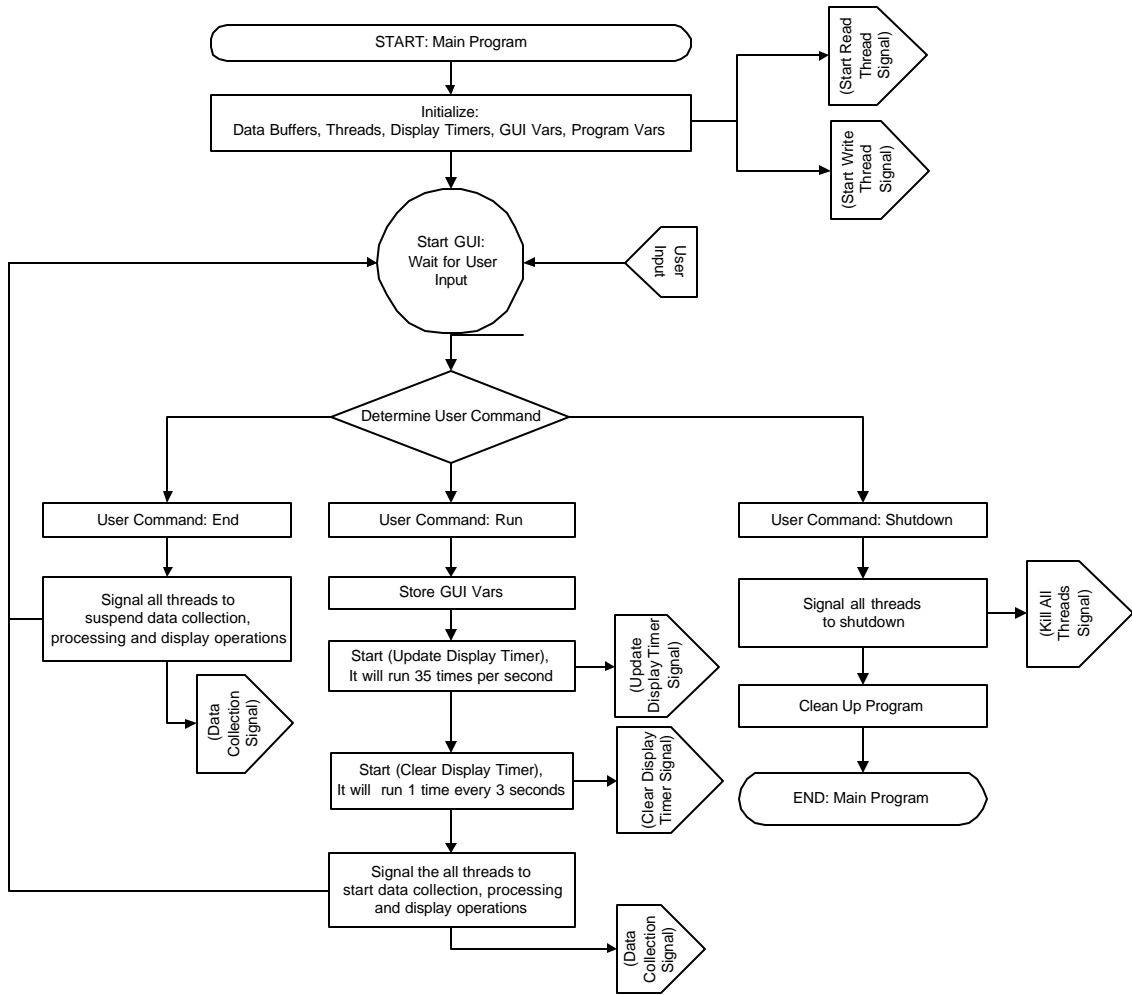 START: Main Program
(Start Read
Thread
Signal)
Initialize:
Data Buffers, Threads, Display Timers, GUI Vars, Program Vars
(Start Write
Thread
Signal)
Start GUI:
Wait for User
Input
User
Input
Determine User Command
User Command: End
User Command: Run
User Command: Shutdown
Signal all threads to
suspend data collection,
processing and display operations
Store GUI Vars
Signal all threads
to shutdown
(Kill All
Threads
Signal)
Start (Update Display Timer),
It will run 35 times per second
(Update
Display Timer
Signal)
(Data
Collection
Signal)
Clean Up Program
Start (Clear Display Timer),
It will run 1 time every 3 seconds
(Clear Display
Timer Signal)
END: Main Program
Signal the all threads to
start data collection, processing
and display operations
(Data
Collection
Signal)